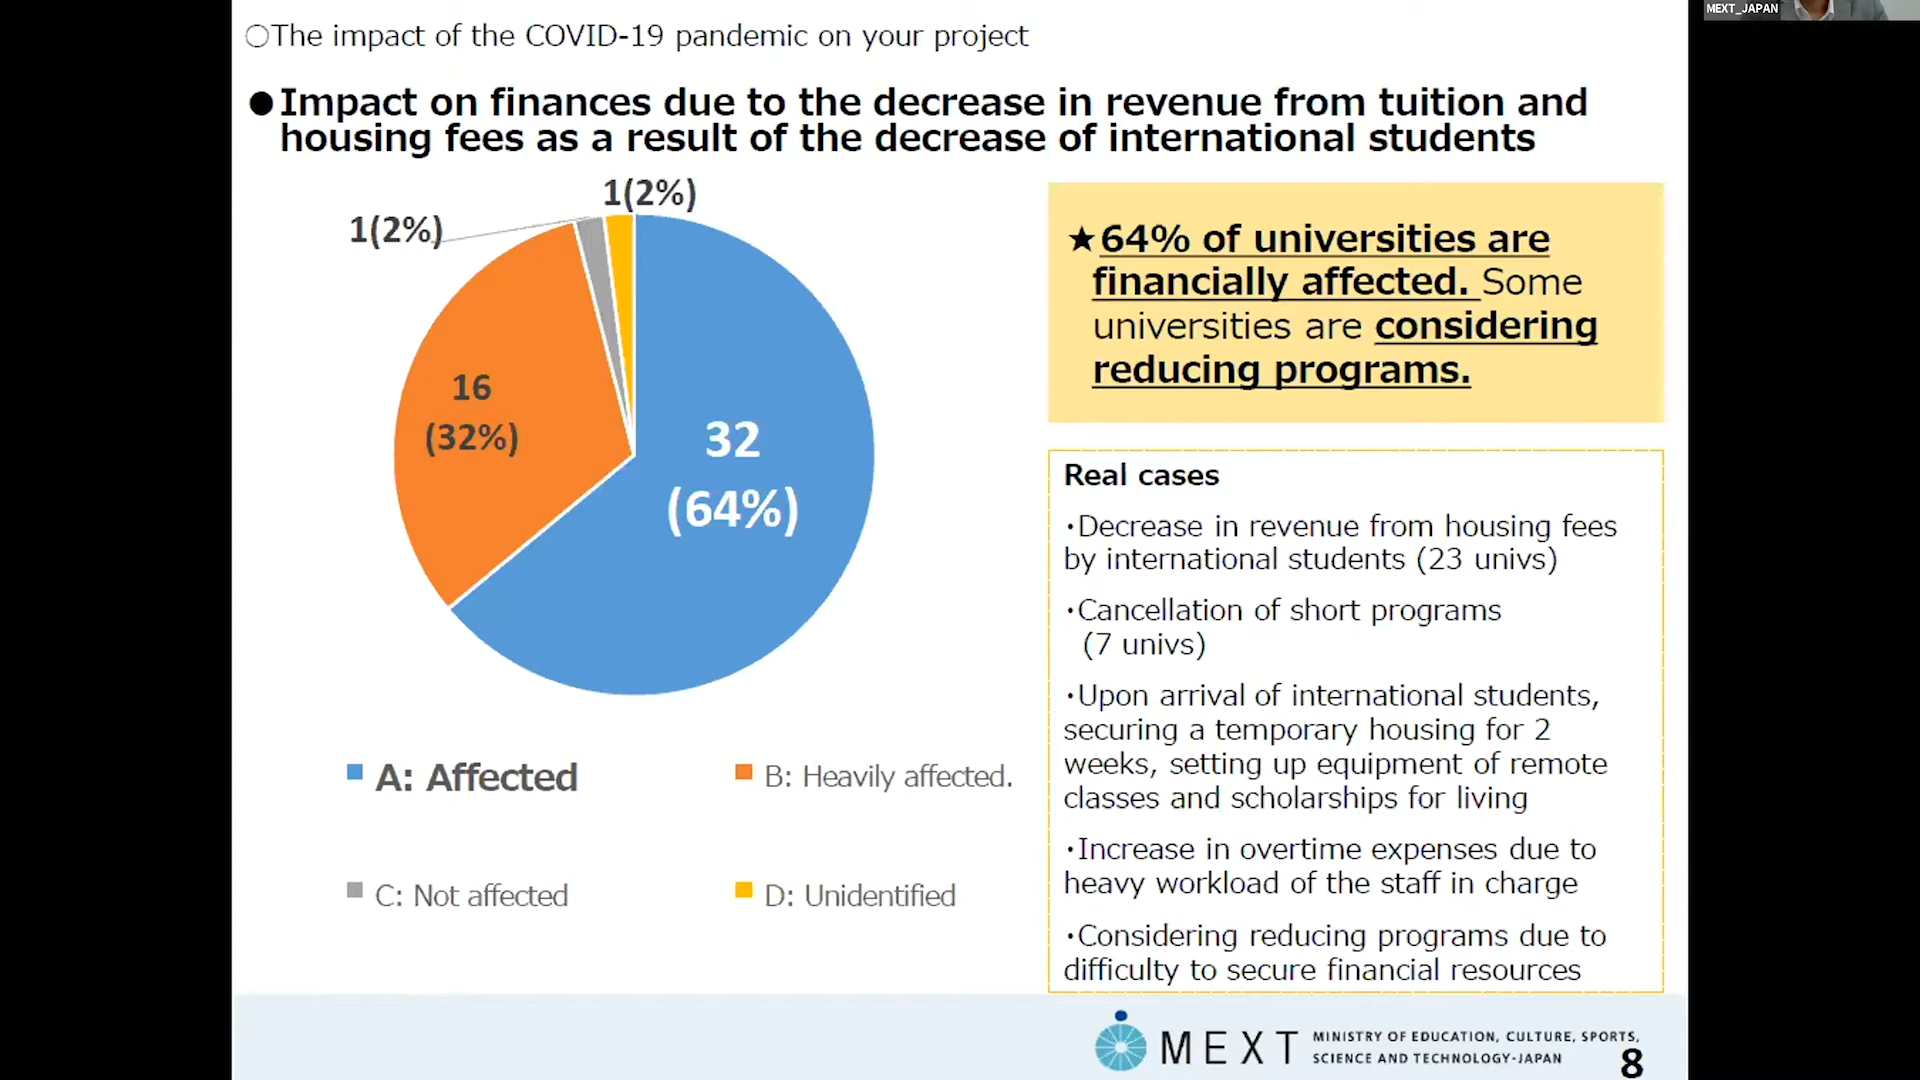 MEXT_JAPAN
○The impact of the COVID-19 pandemic on your project
●Impact on finances due to the decrease in revenue from tuition and
housing fees as a result of the decrease of international students
1(2%)
1(2%)
16
(32%)
32
(64%)
A: Affected
B: Heavily affected.
C: Not affected
D: Unidentified
★64% of universities are
financially affected. Some
universities are considering
reducing programs.
Real cases
・Decrease in revenue from housing fees
by international students (23 univs)
・Cancellation of short programs
(7 univs)
・Upon arrival of international students,
securing a temporary housing for 2
weeks, setting up equipment of remote
classes and scholarships for living
・Increase in overtime expenses due to
heavy workload of the staff in charge
・Considering reducing programs due to
difficulty to secure financial resources
MEXT
MINISTRY OF EDUCATION, CULTURE, SPORTS,
SCIENCE AND TECHNOLOGY-JAPAN
8